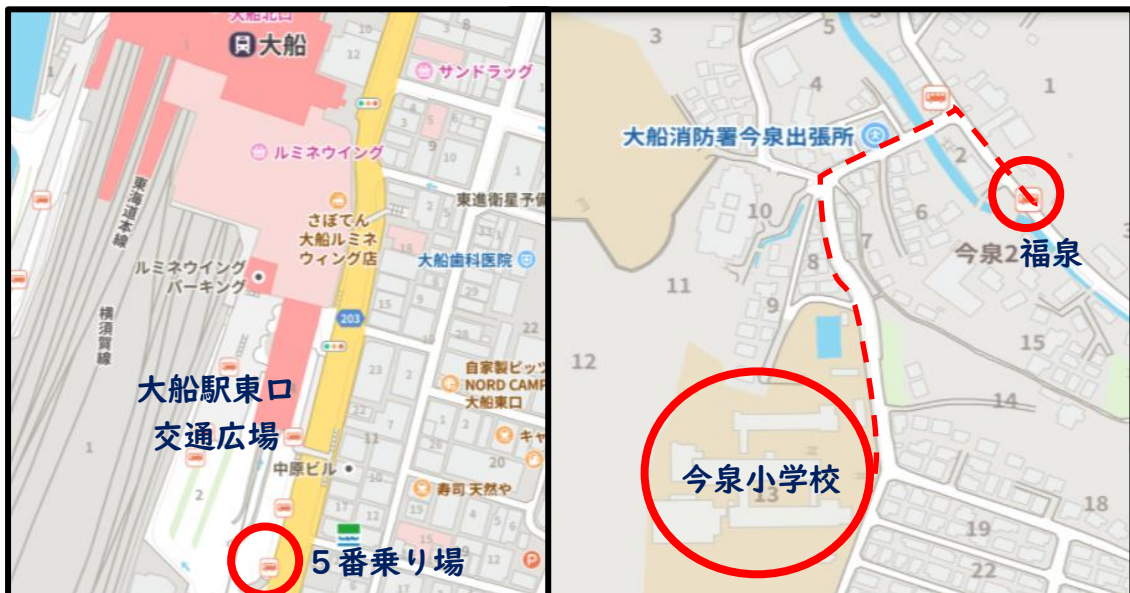 大船北口
大船
サンドラッグ
ルミネウイング
東海道本線
東進衛星予備
さぼてん
大船ルミネ
ウィング店
大船歯科医院
ルミネウイング
パーキング
横須賀線
203
自家製ピッツ
NORD CAMP
大船東口
大船駅東口
交通広場
キャ
中原ビル
寿司 天然や
5番乗り場
大船消防署今泉出張所
今泉2
福泉
今泉小学校
3
5
4
1
2
10
6
7
11
8
9
12
15
14
13
18
19
22